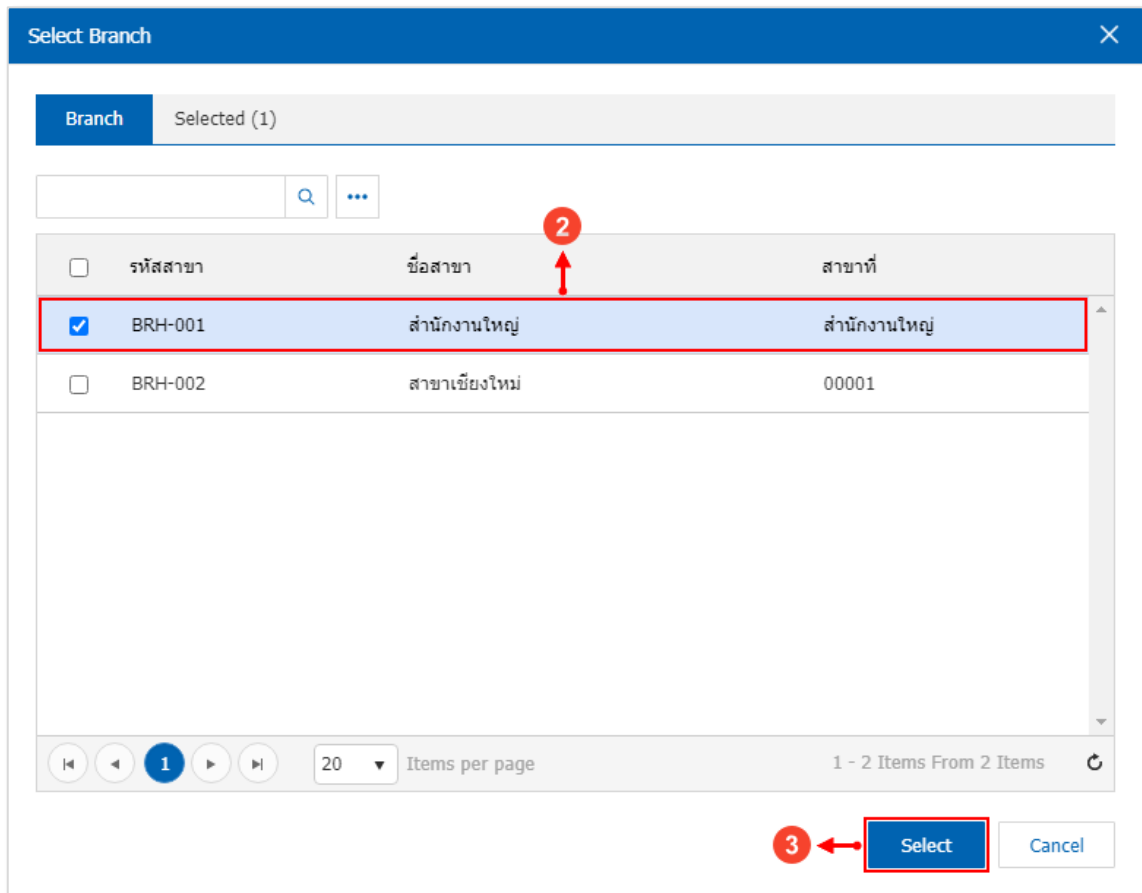 Select Branch
Branch Selected (1)
2
รหัสสาขา ชื่อสาขา สาขาที่
BRH-001 สำนักงานใหญ่ สำนักงานใหญ่
BRH-002 สาขาเชียงใหม่ 00001
1 20 Items per page 1 - 2 Items From 2 Items
3 Select Cancel